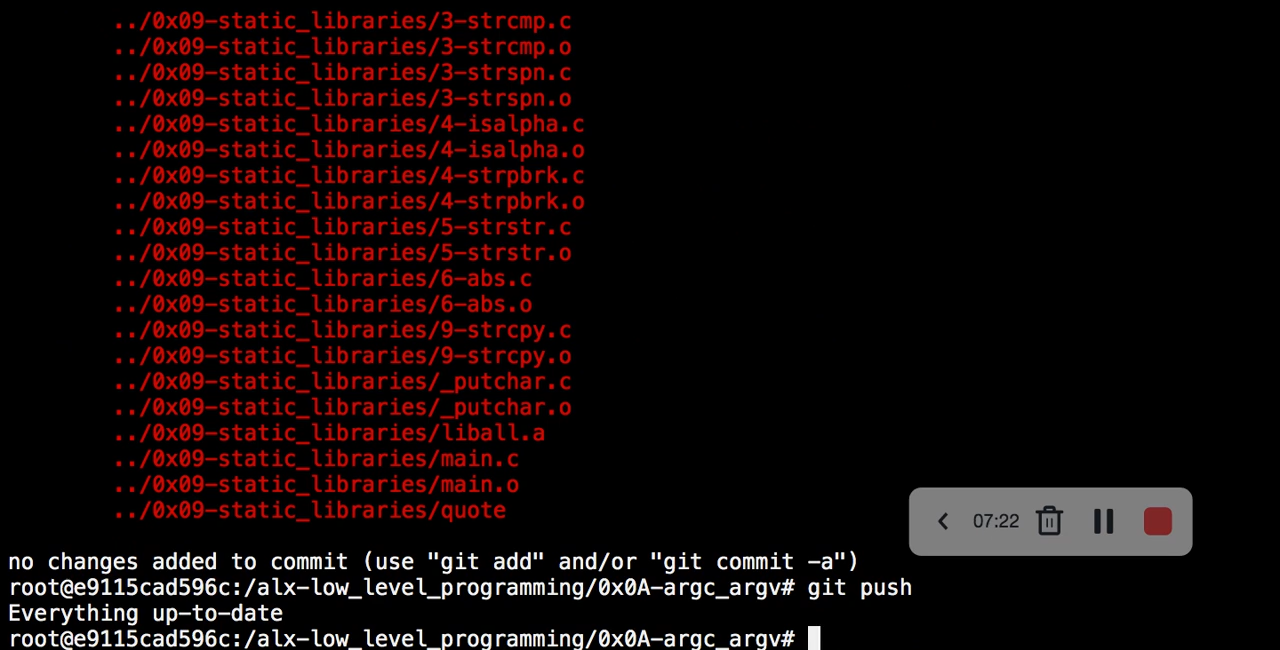 ../0x09-static_libraries/3-strcmp.c
../0x09-static_libraries/3-strcmp.o
../0x09-static_libraries/3-strspn.c
../0x09-static_libraries/3-strspn.o
../0x09-static_libraries/4-isalpha.c
../0x09-static_libraries/4-isalpha.o
../0x09-static_libraries/4-strpbrk.c
../0x09-static_libraries/4-strpbrk.o
../0x09-static_libraries/5-strstr.c
../0x09-static_libraries/5-strstr.o
../0x09-static_libraries/6-abs.c
../0x09-static_libraries/6-abs.o
../0x09-static_libraries/9-strcpy.c
../0x09-static_libraries/9-strcpy.o
../0x09-static_libraries/_putchar.c
../0x09-static_libraries/_putchar.o
../0x09-static_libraries/liball.a
../0x09-static_libraries/main.c
../0x09-static_libraries/main.o
../0x09-static_libraries/quote
07:22
no changes added to commit (use "git add" and/or "git commit -a")
root@e9115cad596c:/alx-low_level_programming/0x0A-argc_argv# git push
Everything up-to-date
root@e9115cad596c:/alx-low_level_programming/0x0A-argc_argv#